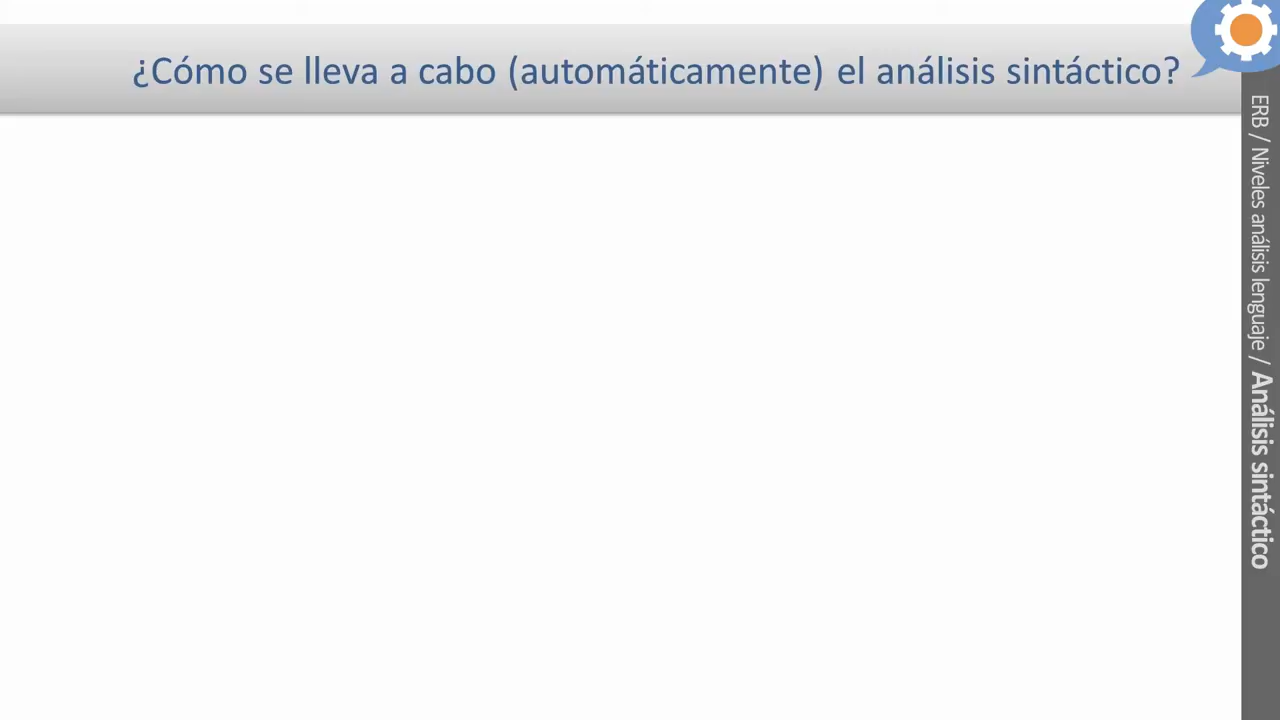 ¿Cómo se lleva a cabo (automáticamente) el análisis sintáctico?
ERB / Niveles análisis lenguaje / Análisis sintáctico